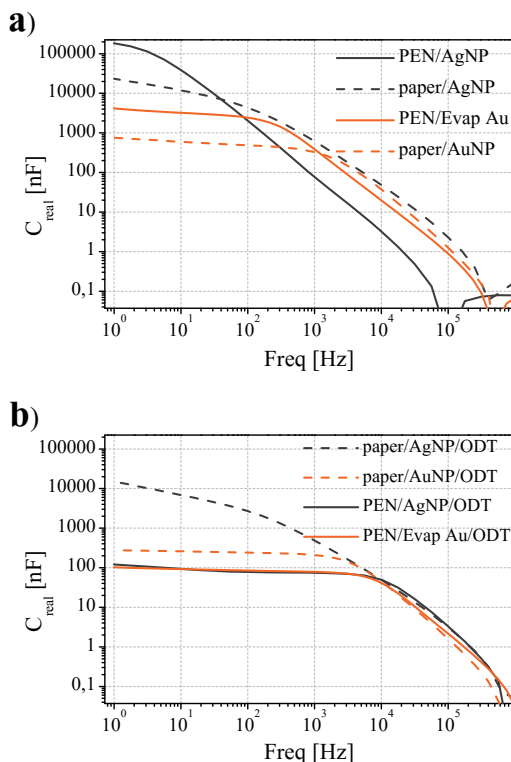 a)
100000
10000
1000
100
10
1
0,1
C_real [nF]
PEN/AgNP
paper/AgNP
PEN/Evap Au
paper/AuNP
10^0 10^1 10^2 10^3 10^4 10^5
Freq [Hz]
b)
100000
10000
1000
100
10
1
0,1
C_real [nF]
paper/AgNP/ODT
paper/AuNP/ODT
PEN/AgNP/ODT
PEN/Evap Au/ODT
10^0 10^1 10^2 10^3 10^4 10^5
Freq [Hz]